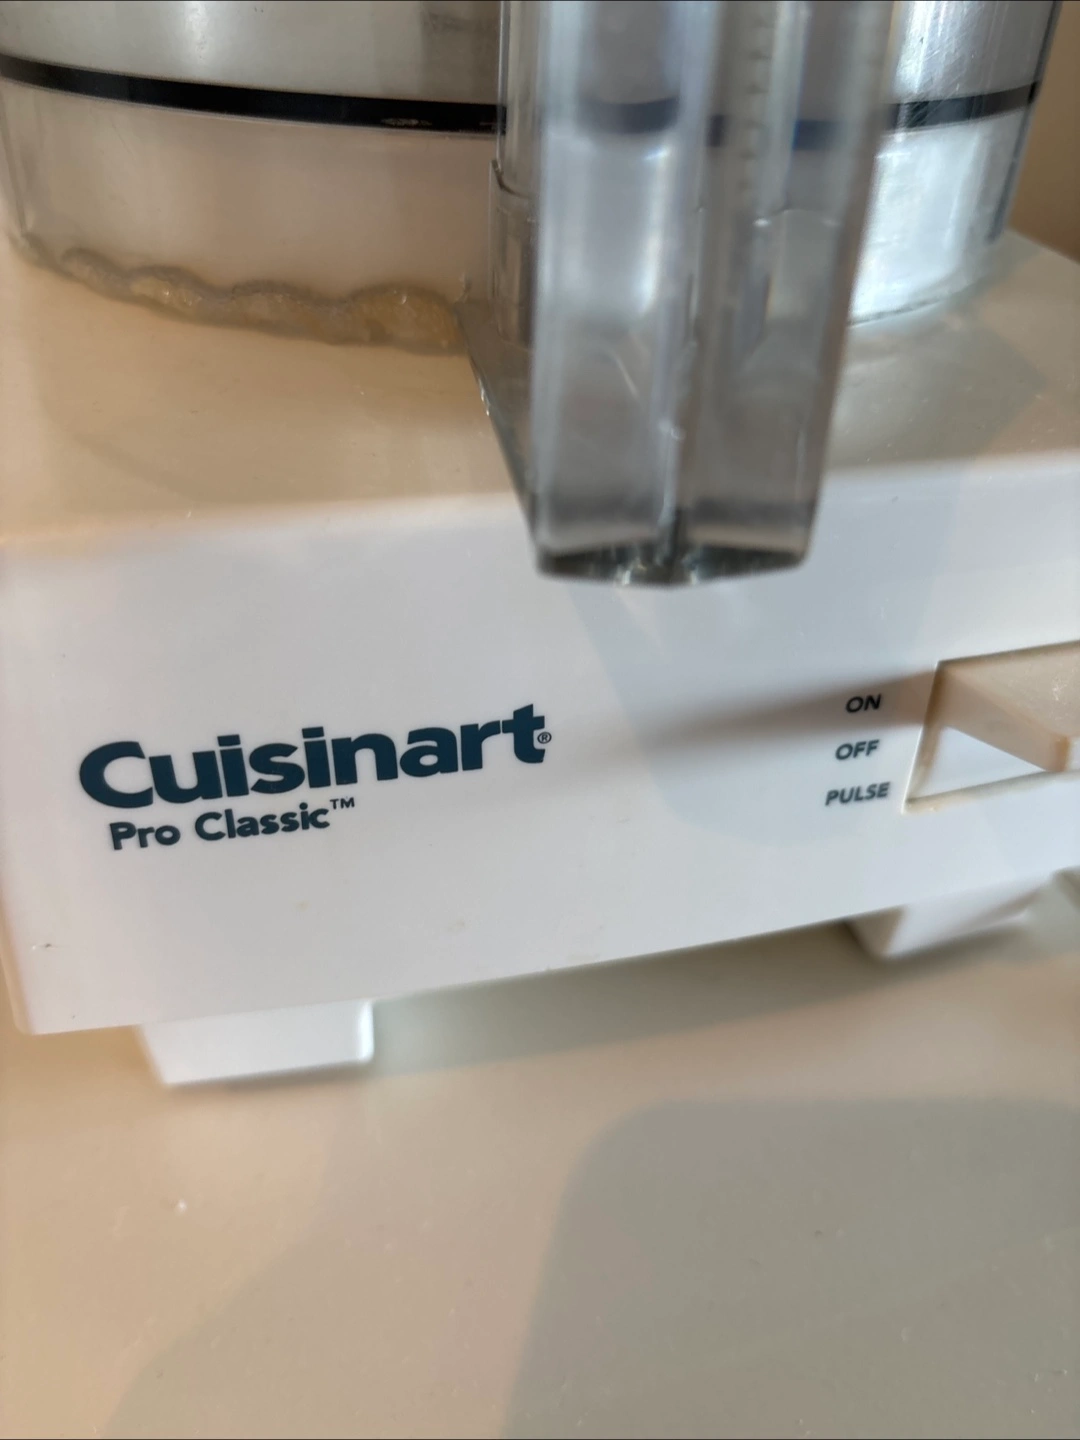 Cuisinart®
Pro Classic™
ON
OFF
PULSE